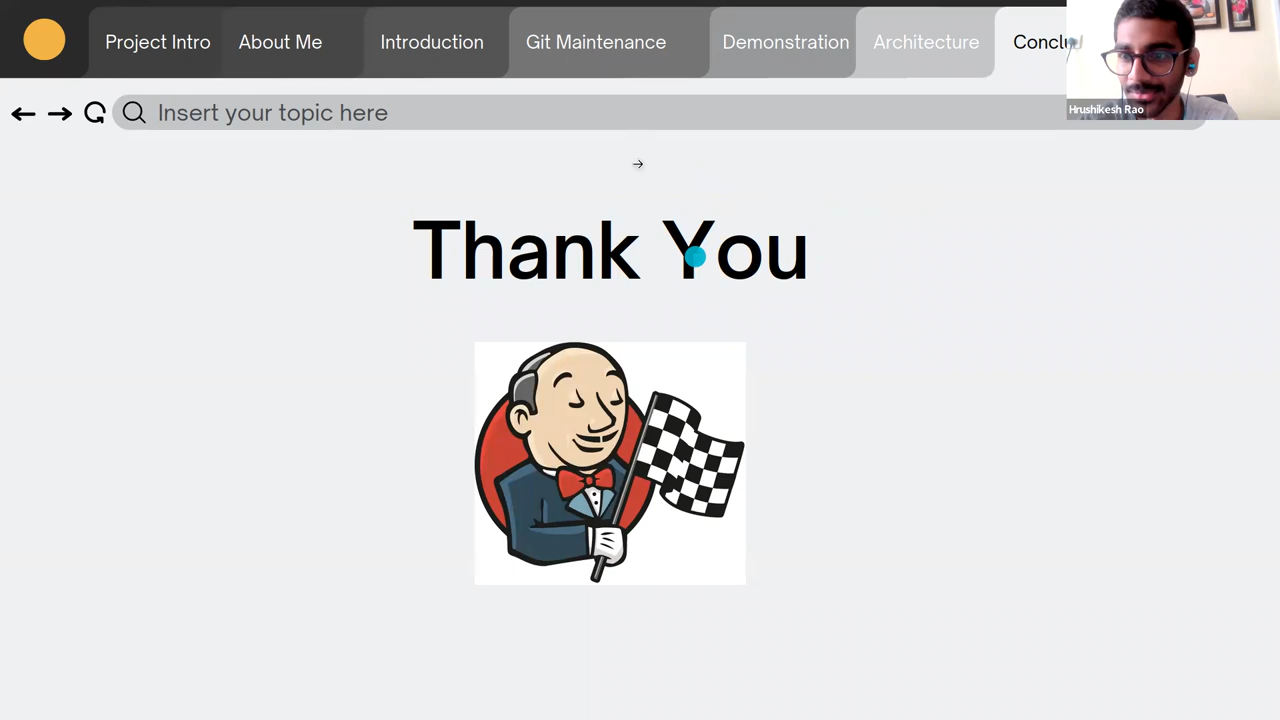 Project Intro
About Me
Introduction
Git Maintenance
Demonstration
Architecture
Insert your topic here
Hrushikesh Rao
Thank You